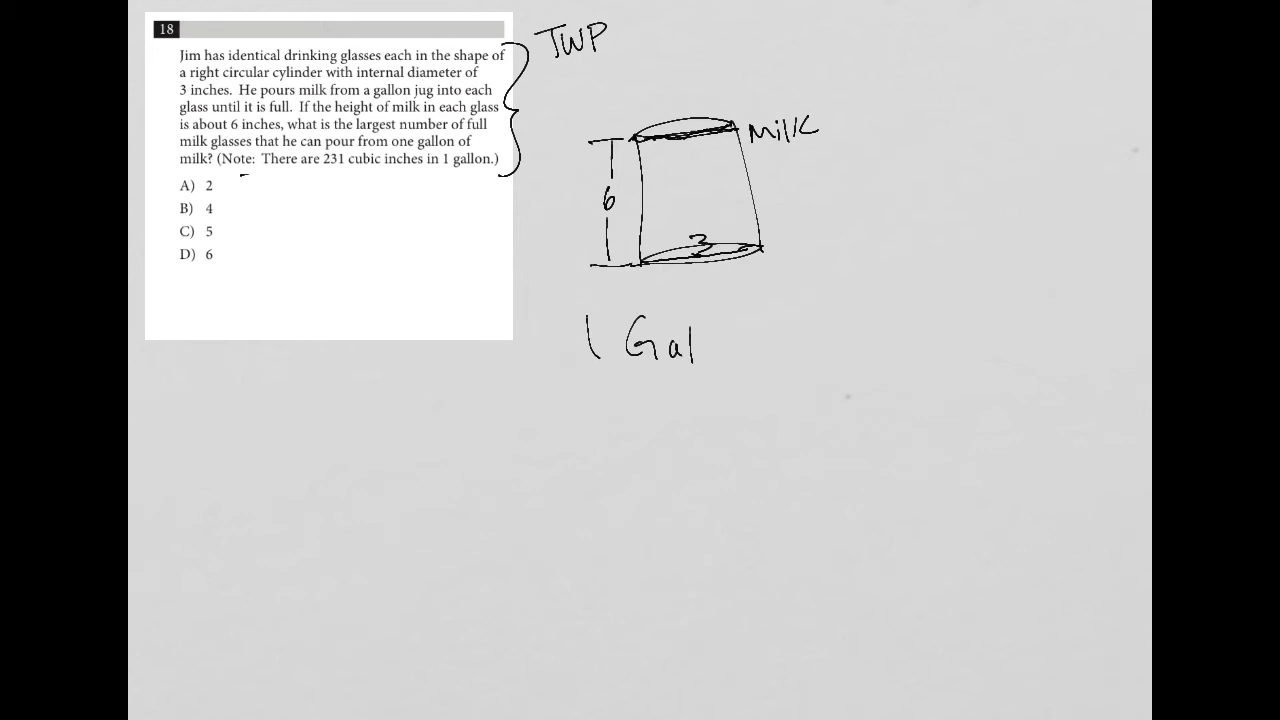 18
Jim has identical drinking glasses each in the shape of
a right circular cylinder with internal diameter of
3 inches. He pours milk from a gallon jug into each
glass until it is full. If the height of milk in each glass
is about 6 inches, what is the largest number of full
milk glasses that he can pour from one gallon of
milk? (Note: There are 231 cubic inches in 1 gallon.)
A) 2
B) 4
C) 5
D) 6
TWP
Milk
6
3
1 Gal